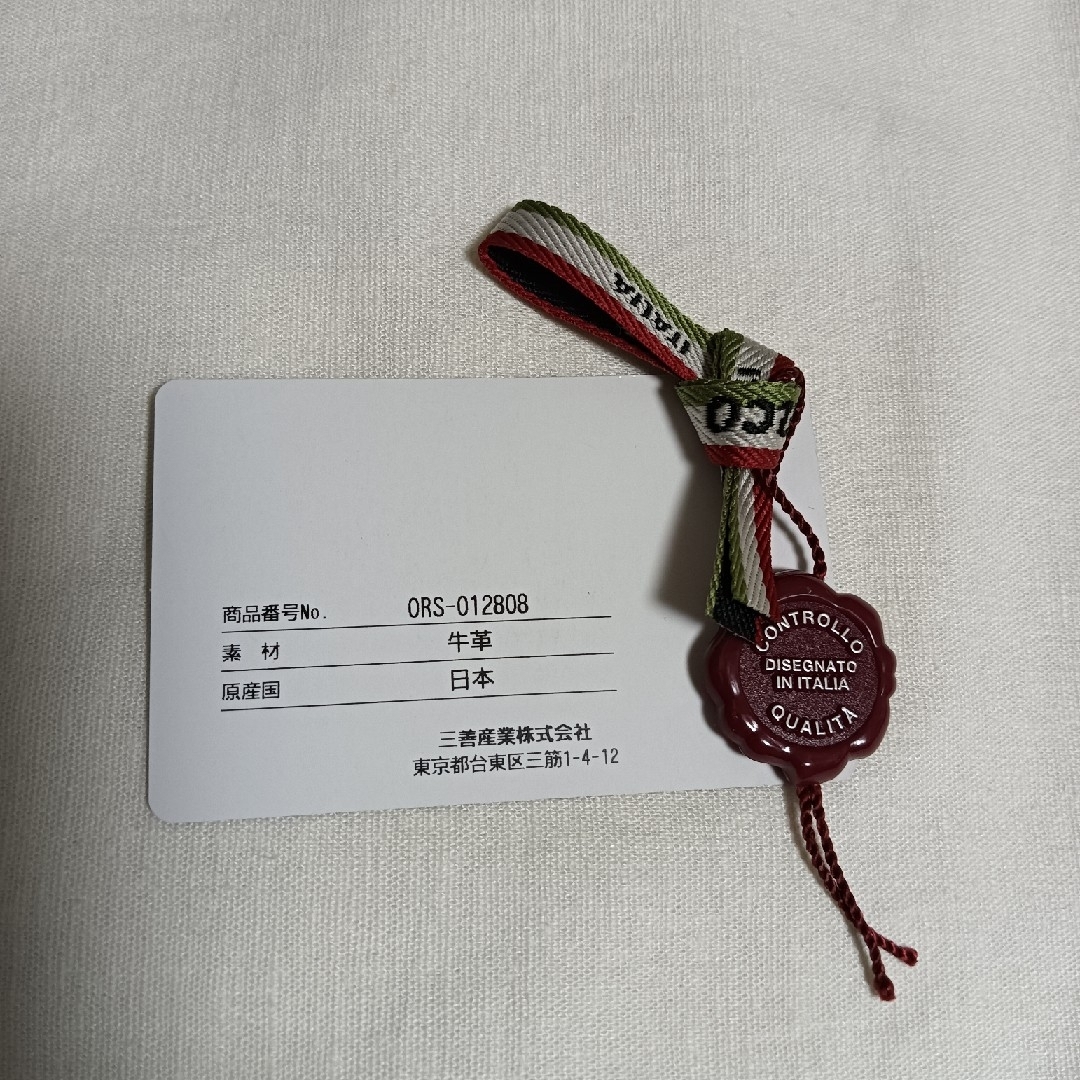 ITALIA
商品番号No. ORS-012808
素 材 牛革
原産国 日本
三善産業株式会社
東京都台東区三筋1-4-12
CONTROLLO
DISEGNATO
IN ITALIA
QUALITÀ